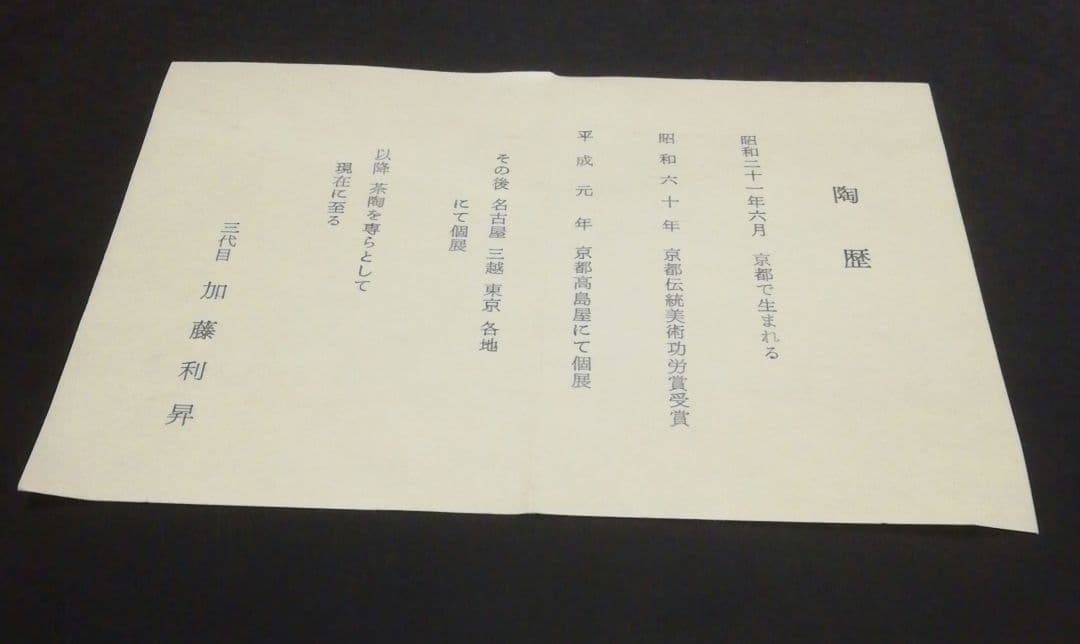 陶歴
昭和二十一年六月 京都で生まれる
昭和六十年 京都伝統美術功労賞受賞
平成元年 京都高島屋にて個展
その後 名古屋 三越 東京 各地
にて個展
以降 茶陶を専らとして
現在に至る
三代目 加藤利昇